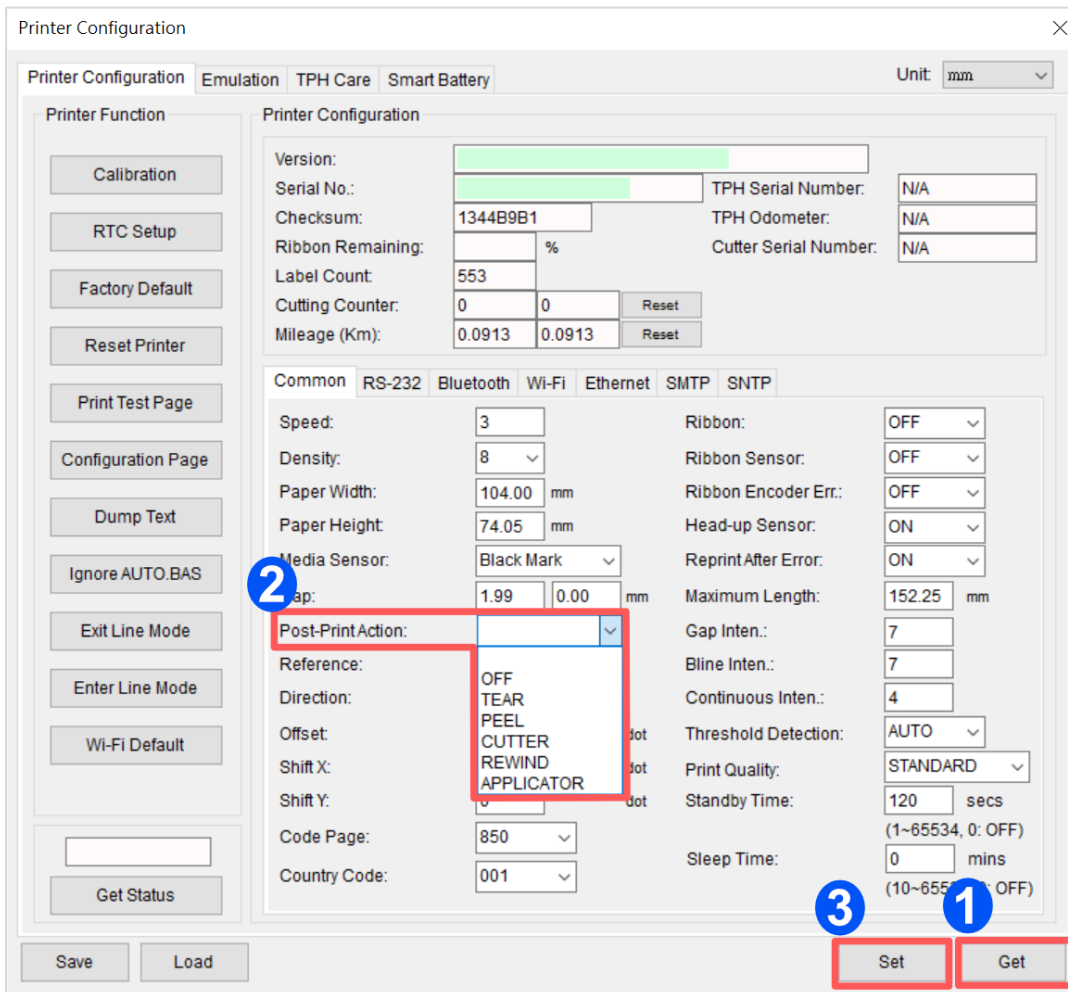 Printer Configuration
Printer Configuration Emulation TPH Care Smart Battery Unit: mm
Printer Function
Calibration
RTC Setup
Factory Default
Reset Printer
Print Test Page
Configuration Page
Dump Text
Ignore AUTO.BAS
Exit Line Mode
Enter Line Mode
Wi-Fi Default
Get Status
Printer Configuration
Version:
Serial No.: TPH Serial Number: N/A
Checksum: 1344B9B1 TPH Odometer: N/A
Ribbon Remaining: % Cutter Serial Number: N/A
Label Count: 553
Cutting Counter: 0 0 Reset
Mileage (Km): 0.0913 0.0913 Reset
Common RS-232 Bluetooth Wi-Fi Ethernet SMTP SNTP
Speed: 3 Ribbon: OFF
Density: 8 Ribbon Sensor: OFF
Paper Width: 104.00 mm Ribbon Encoder Err.: OFF
Paper Height: 74.05 mm Head-up Sensor: ON
Media Sensor: Black Mark Reprint After Error: ON
2
ap: 1.99 0.00 mm Maximum Length: 152.25 mm
Post-Print Action: Gap Inten.: 7
Reference: Bline Inten.: 7
OFF
Direction: TEAR Continuous Inten.: 4
PEEL
Offset: CUTTER dot Threshold Detection: AUTO
Shift X: REWIND dot Print Quality: STANDARD
APPLICATOR
Shift Y: 0 dot Standby Time: 120 secs
(1~65534, 0: OFF)
Code Page: 850 Sleep Time: 0 mins
Country Code: 001 (10~655 : OFF)
3 1
Save Load Set Get